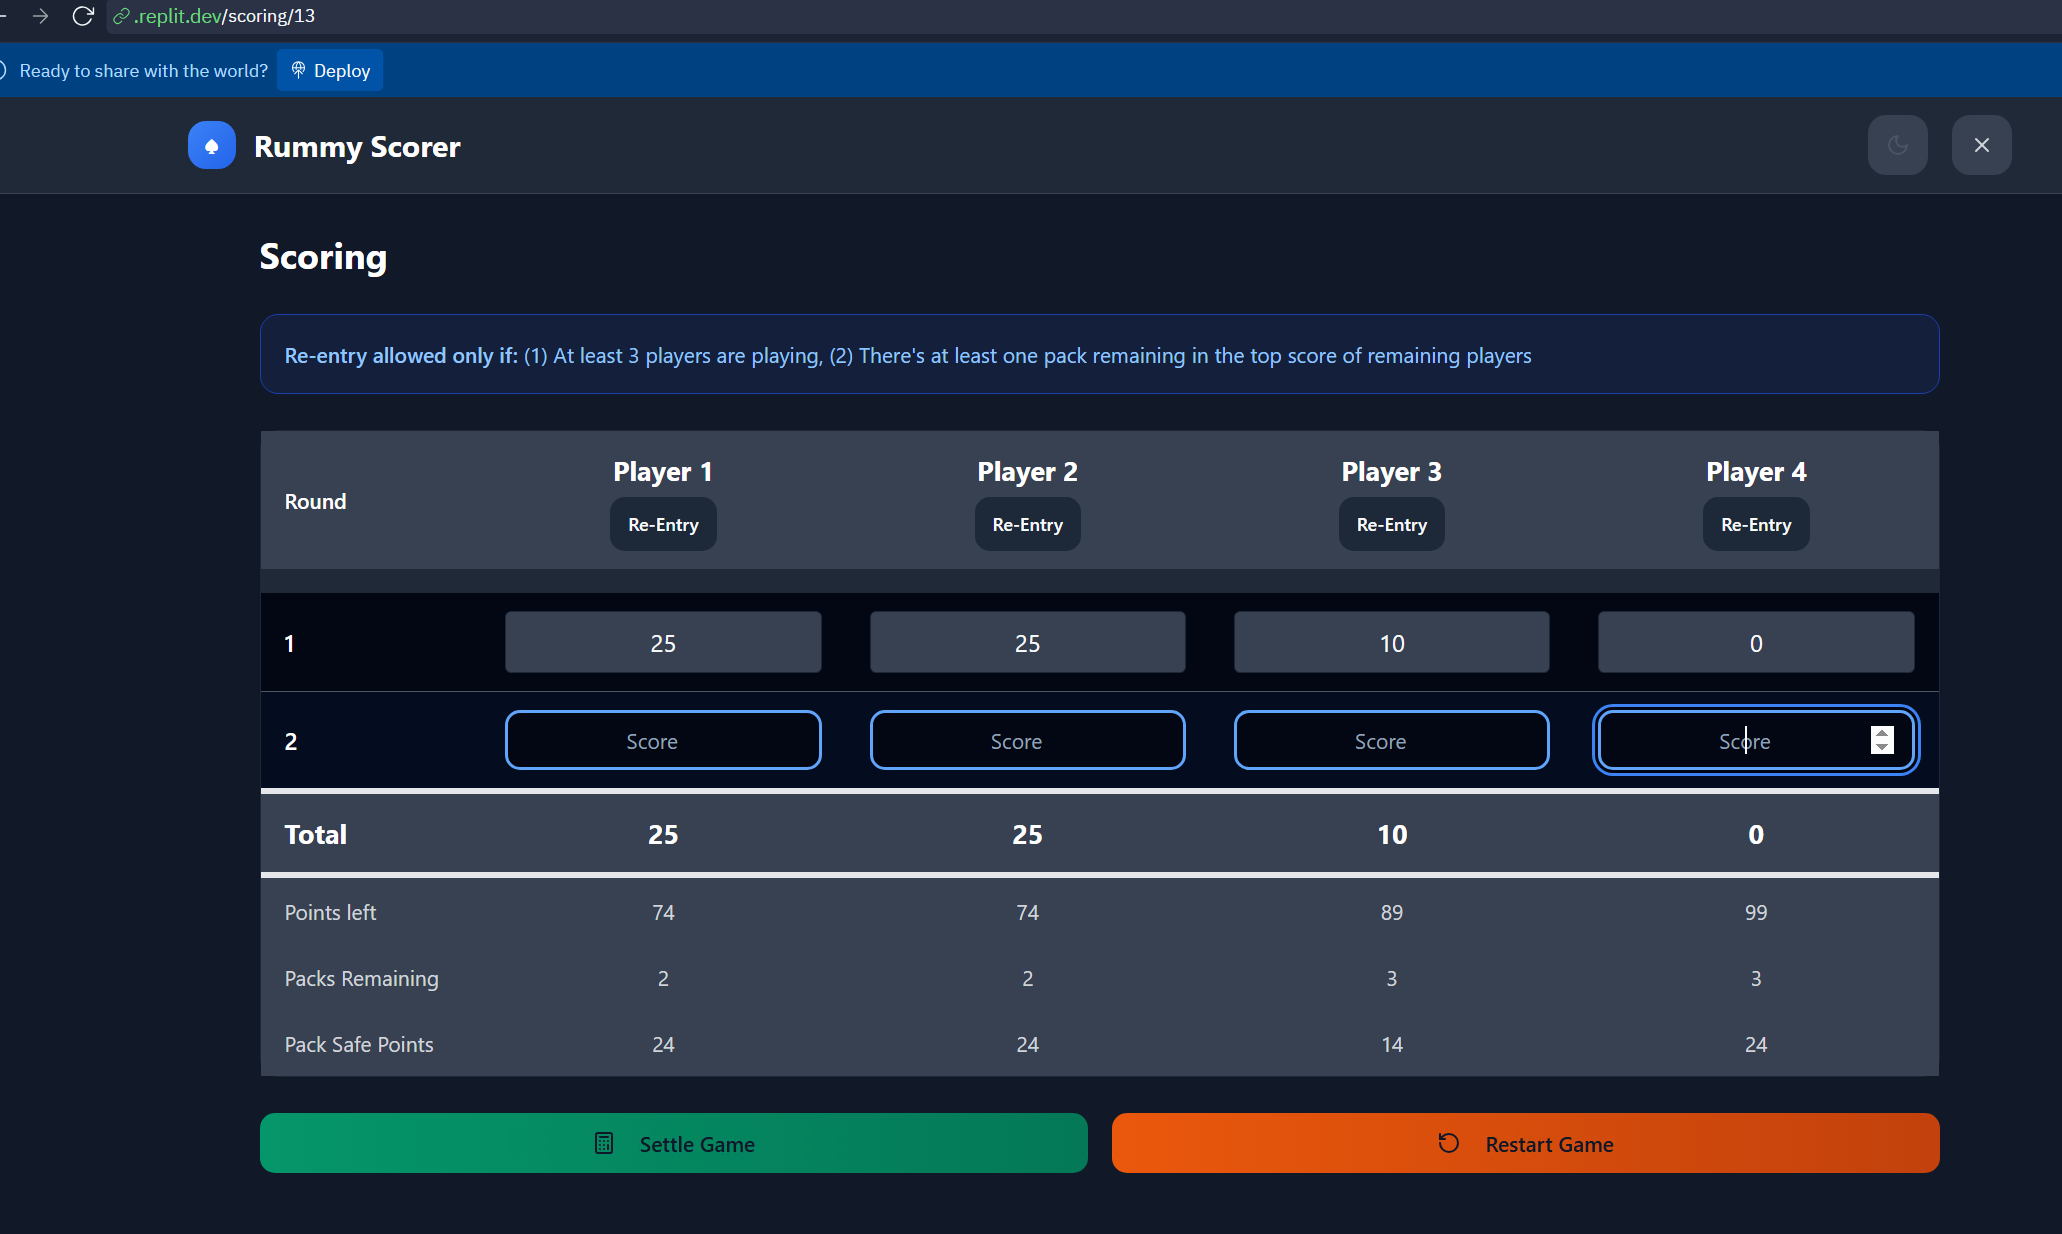 .replit.dev/scoring/13
Ready to share with the world? Deploy
Rummy Scorer
Scoring
Re-entry allowed only if: (1) At least 3 players are playing, (2) There's at least one pack remaining in the top score of remaining players
Round Player 1 Player 2 Player 3 Player 4
Re-Entry Re-Entry Re-Entry Re-Entry
1 25 25 10 0
2 Score Score Score Score
Total 25 25 10 0
Points left 74 74 89 99
Packs Remaining 2 2 3 3
Pack Safe Points 24 24 14 24
Settle Game Restart Game